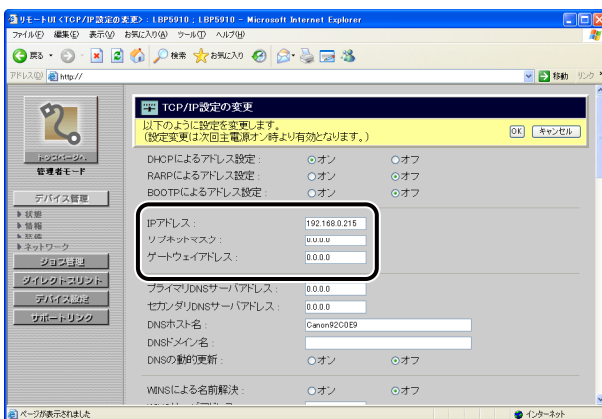 リモートUI <TCP/IP設定の変更> : LBP5910 ; LBP5910 - Microsoft Internet Explorer
ファイル(F) 編集(E) 表示(V) お気に入り(A) ツール(T) ヘルプ(H)
戻る 検索 お気に入り
アドレス(D) http:// 移動 リンク
TCP/IP設定の変更
以下のように設定を変更します。
(設定変更は次回主電源オン時より有効となります。)
OK キャンセル
トップページへ
管理者モード
デバイス管理
状態
情報
装備
ネットワーク
ジョブ管理
ダイレクトプリント
デバイス設定
サポートリンク
DHCPによるアドレス設定 : オン オフ
RARPによるアドレス設定 : オン オフ
BOOTPによるアドレス設定 : オン オフ
IPアドレス : 192.168.0.215
サブネットマスク : 0.0.0.0
ゲートウェイアドレス : 0.0.0.0
プライマリDNSサーバアドレス : 0.0.0.0
セカンダリDNSサーバアドレス : 0.0.0.0
DNSホスト名 : Canon92C0E9
DNSドメイン名 :
DNSの動的更新 : オン オフ
WINSによる名前解決 : オン オフ
ページが表示されました インターネット